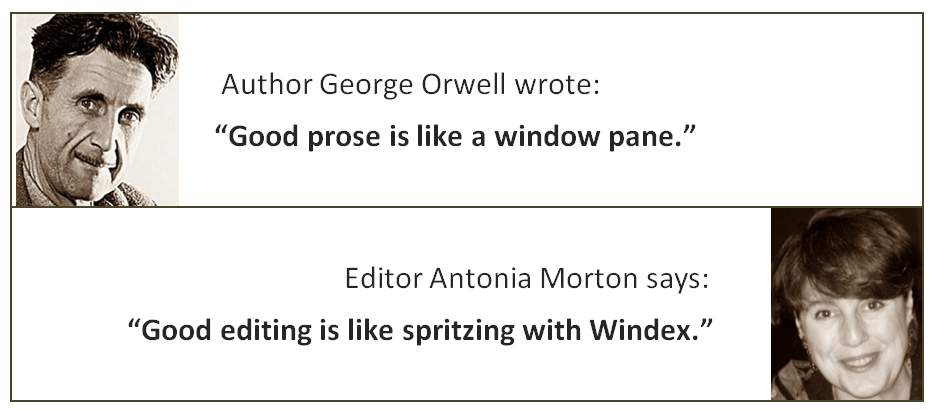 Author George Orwell wrote:
“Good prose is like a window pane.”
Editor Antonia Morton says:
“Good editing is like spritzing with Windex.”